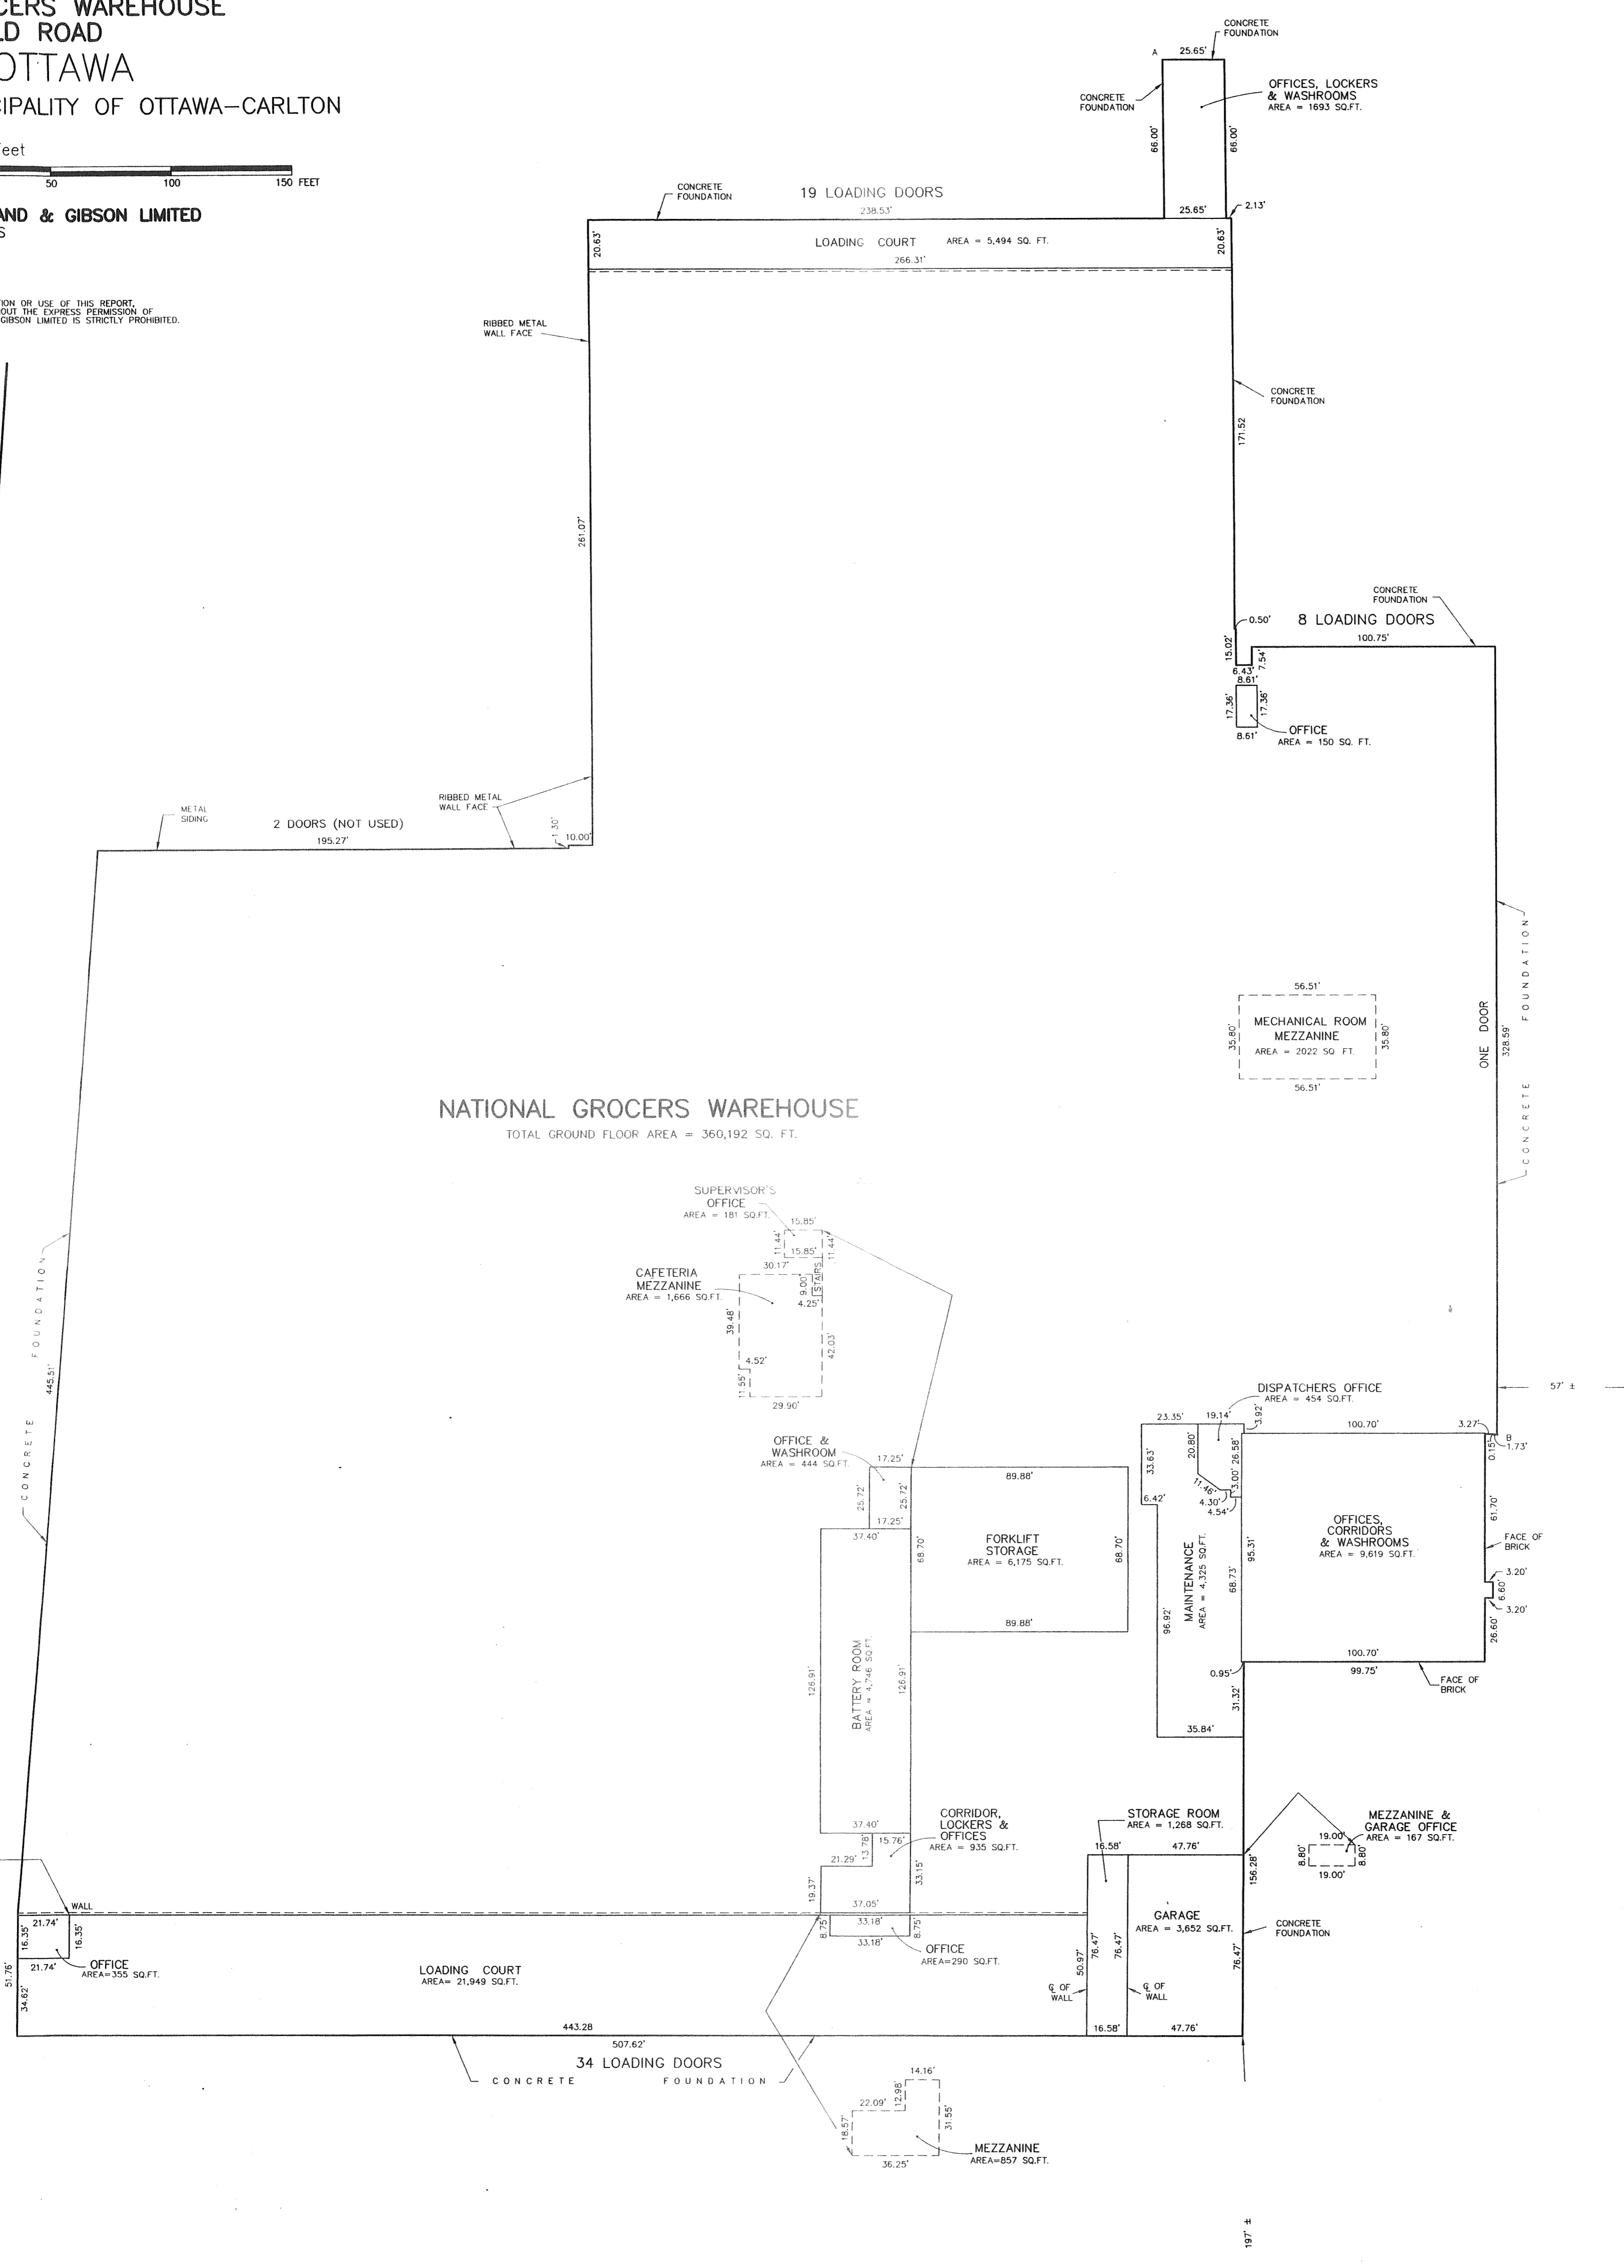 CERS WAREHOUSE
LD ROAD
OTTAWA
CIPALITY OF OTTAWA-CARLTON
eet
50 100 150 FEET
AND & GIBSON LIMITED
S
TION OR USE OF THIS REPORT,
OUT THE EXPRESS PERMISSION OF
GIBSON LIMITED IS STRICTLY PROHIBITED.
CONCRETE
FOUNDATION
A
25.65'
CONCRETE
FOUNDATION
OFFICES, LOCKERS
& WASHROOMS
AREA = 1693 SQ.FT.
66.00'
66.00'
25.65'
2.13'
CONCRETE
FOUNDATION
19 LOADING DOORS
238.53'
20.63'
LOADING COURT AREA = 5,494 SQ. FT.
20.63'
266.31'
RIBBED METAL
WALL FACE
CONCRETE
FOUNDATION
171.52
261.07'
CONCRETE
FOUNDATION
0.50'
8 LOADING DOORS
100.75'
15.02'
7.54'
6.43'
8.61'
17.36'
17.36'
8.61'
OFFICE
AREA = 150 SQ. FT.
METAL
SIDING
2 DOORS (NOT USED)
195.27'
RIBBED METAL
WALL FACE
1 30'
10.00'
CONCRETE FOUNDATION
ONE DOOR
328.59'
56.51'
35.80'
MECHANICAL ROOM
MEZZANINE
AREA = 2022 SQ FT.
35.80'
56.51'
NATIONAL GROCERS WAREHOUSE
TOTAL GROUND FLOOR AREA = 360,192 SQ. FT.
SUPERVISOR'S
OFFICE
AREA = 181 SQ.FT.
15.85'
11.44'
11.44'
15.85'
30.17'
STAIRS
9.00'
4.25'
CAFETERIA
MEZZANINE
AREA = 1,666 SQ.FT.
39.48'
42.03'
4.52'
11.55'
29.90'
CONCRETE FOUNDATION
445.51'
57' ±
OFFICE &
WASHROOM
AREA = 444 SQ.FT.
17.25'
25.72'
25.72'
17.25'
37.40'
89.88'
68.70'
FORKLIFT
STORAGE
AREA = 6,175 SQ.FT.
68.70'
89.88'
DISPATCHERS OFFICE
AREA = 454 SQ.FT.
23.35'
19.14'
3.92'
20.80'
26.58'
33.63'
11.46'
3.00'
4.30'
4.54'
6.42'
100.70'
3.27'
B
1.73'
0.15'
61.70'
OFFICES,
CORRIDORS
& WASHROOMS
AREA = 9,619 SQ.FT.
FACE OF
BRICK
3.20'
6.60'
3.20'
26.60'
95.31'
68.73'
MAINTENANCE
AREA = 4,325 SQ.FT.
96.92'
100.70'
99.75'
FACE OF
BRICK
0.95'
31.32'
35.84'
BATTERY ROOM
AREA = 4,746 SQ.FT.
126.91'
126.91'
37.40'
13.78'
15.76'
CORRIDOR,
LOCKERS &
OFFICES
AREA = 935 SQ.FT.
21.29'
19.37'
33.15'
37.05'
8.75'
33.18'
8.75'
33.18'
OFFICE
AREA=290 SQ.FT.
STORAGE ROOM
AREA = 1,268 SQ.FT.
16.58'
47.76'
156.28'
MEZZANINE &
GARAGE OFFICE
AREA = 167 SQ.FT.
19.00'
8.80'
8.80'
19.00'
GARAGE
AREA = 3,652 SQ.FT.
CONCRETE
FOUNDATION
50.97'
76.47'
76.47'
76.47'
℄ OF
WALL
℄ OF
WALL
16.58'
47.76'
WALL
21.74'
16.35'
16.35'
21.74'
OFFICE
AREA=355 SQ.FT.
51.76'
34.62'
LOADING COURT
AREA= 21,949 SQ.FT.
443.28
507.62'
34 LOADING DOORS
CONCRETE FOUNDATION
14.16'
12.98'
22.09'
18.57'
31.55'
36.25'
MEZZANINE
AREA=857 SQ.FT.
197' ±